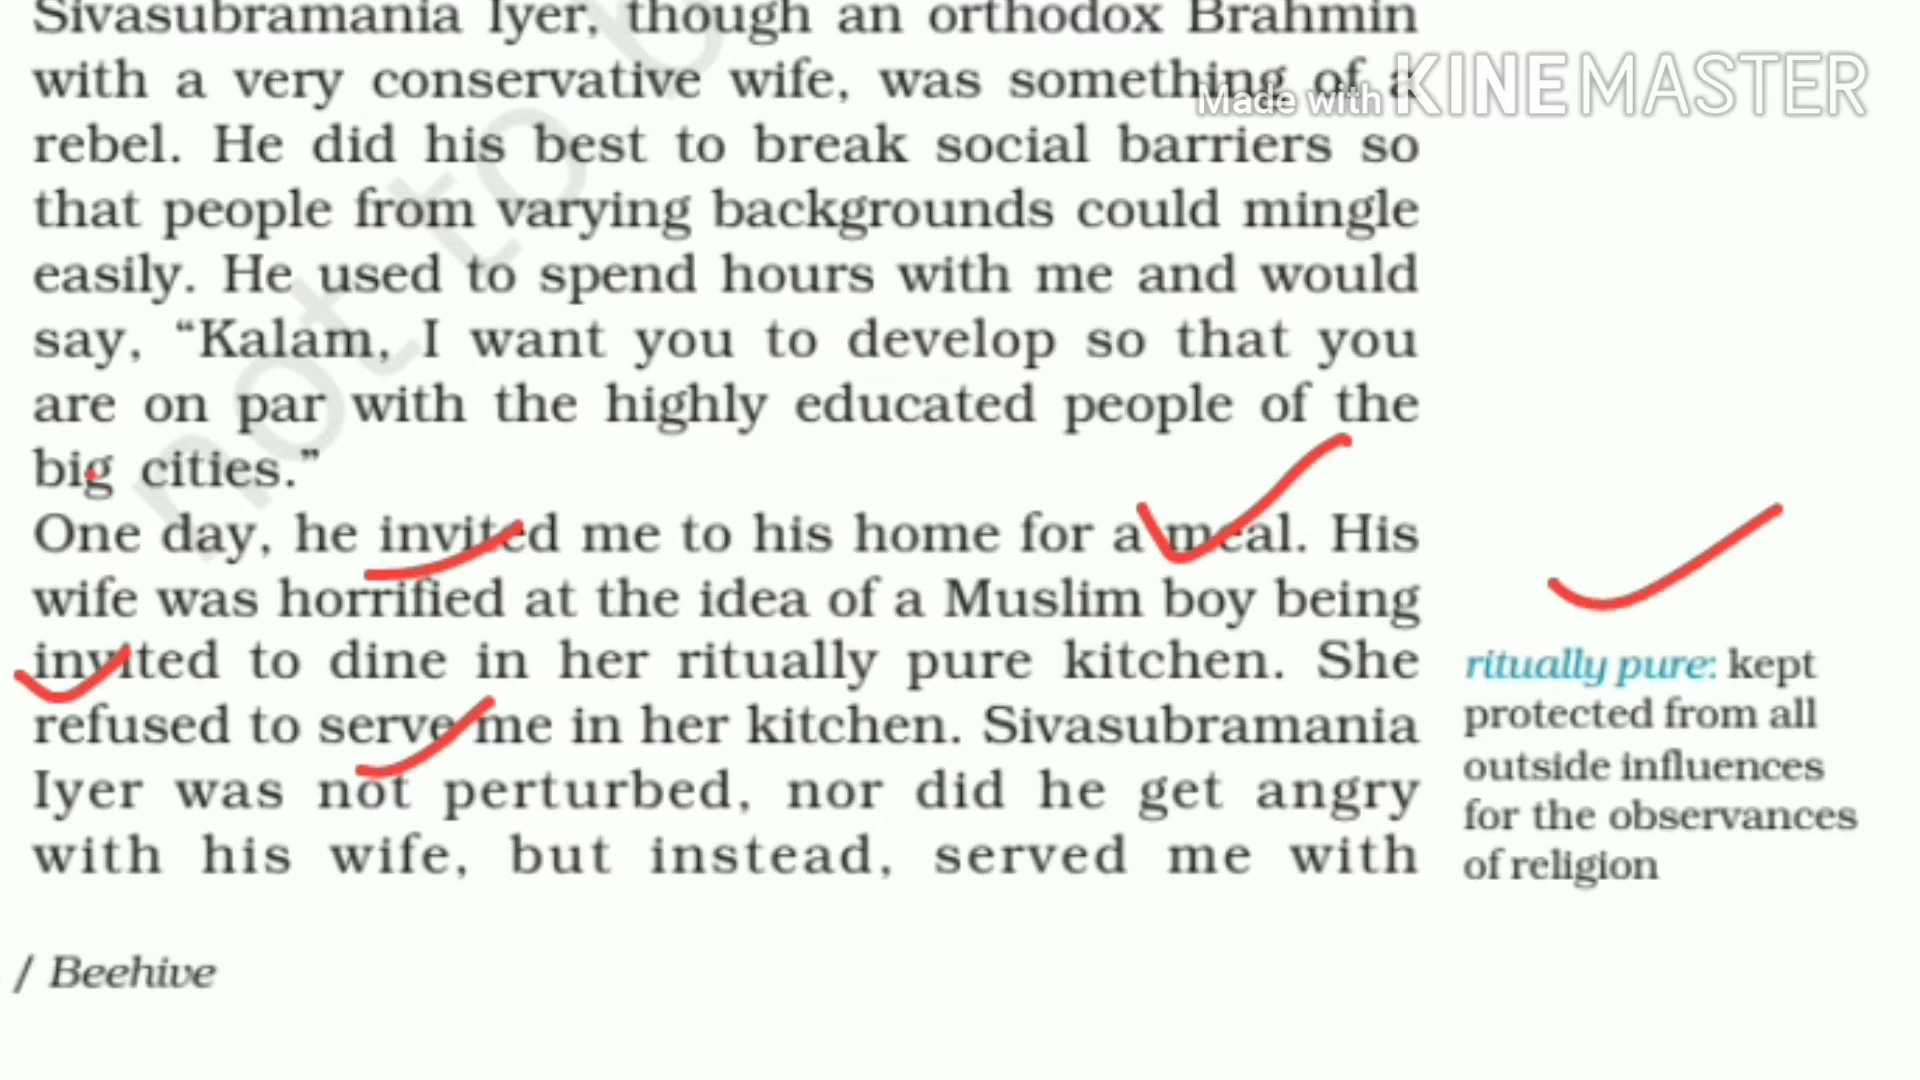 Sivasubramania Iyer, though an orthodox Brahmin
with a very conservative wife, was something of a
Made with KINEMASTER
rebel. He did his best to break social barriers so
that people from varying backgrounds could mingle
easily. He used to spend hours with me and would
say, “Kalam, I want you to develop so that you
are on par with the highly educated people of the
big cities.”
One day, he invited me to his home for a meal. His
wife was horrified at the idea of a Muslim boy being
invited to dine in her ritually pure kitchen. She
refused to serve me in her kitchen. Sivasubramania
Iyer was not perturbed, nor did he get angry
with his wife, but instead, served me with
ritually pure: kept
protected from all
outside influences
for the observances
of religion
/ Beehive
not to b